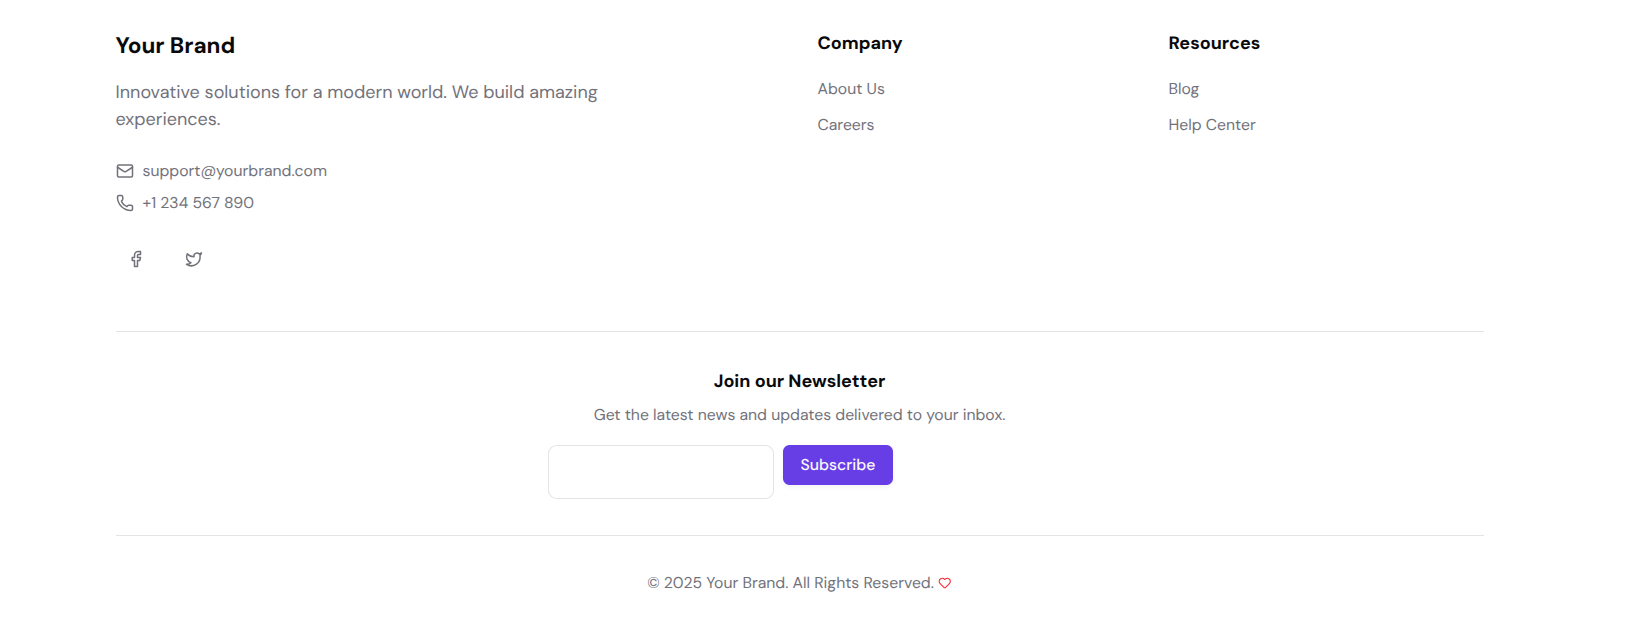 Your Brand
Innovative solutions for a modern world. We build amazing
experiences.
support@yourbrand.com
+1 234 567 890
Company
About Us
Careers
Resources
Blog
Help Center
Join our Newsletter
Get the latest news and updates delivered to your inbox.
Subscribe
© 2025 Your Brand. All Rights Reserved.